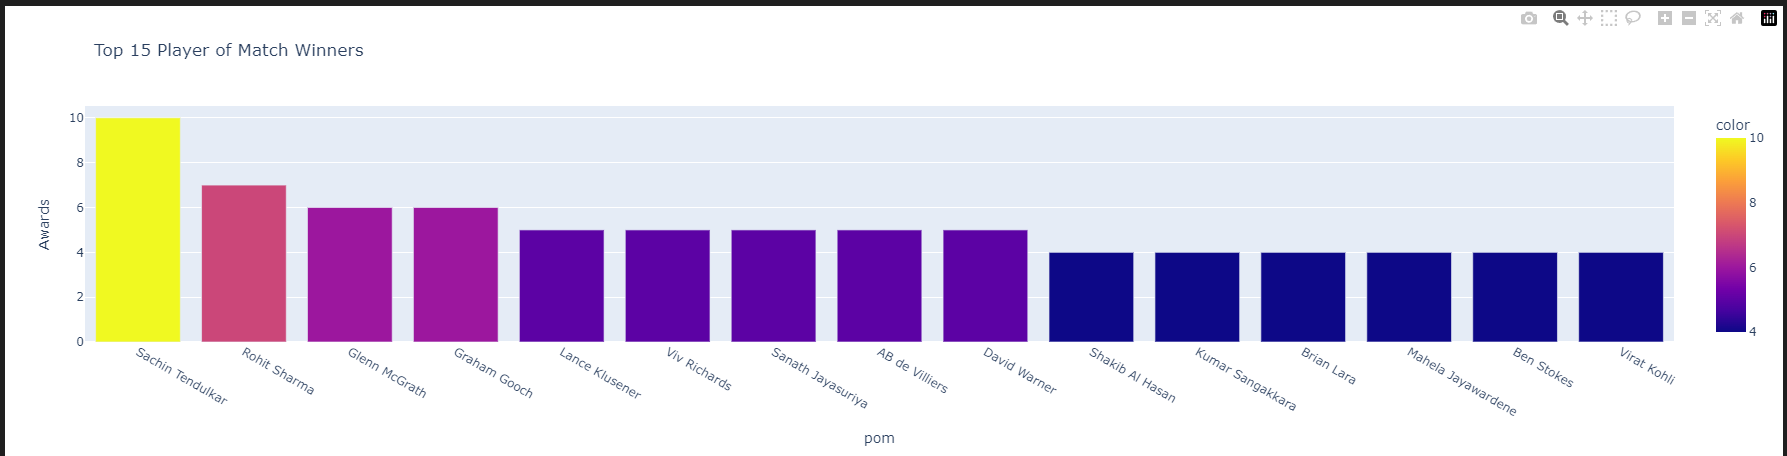 Top 15 Player of Match Winners
10
8
6
4
2
0
Awards
Sachin Tendulkar
Rohit Sharma
Glenn McGrath
Graham Gooch
Lance Klusener
Viv Richards
Sanath Jayasuriya
AB de Villiers
David Warner
Shakib Al Hasan
Kumar Sangakkara
Brian Lara
Mahela Jayawardene
Ben Stokes
Virat Kohli
pom
color
10
8
6
4